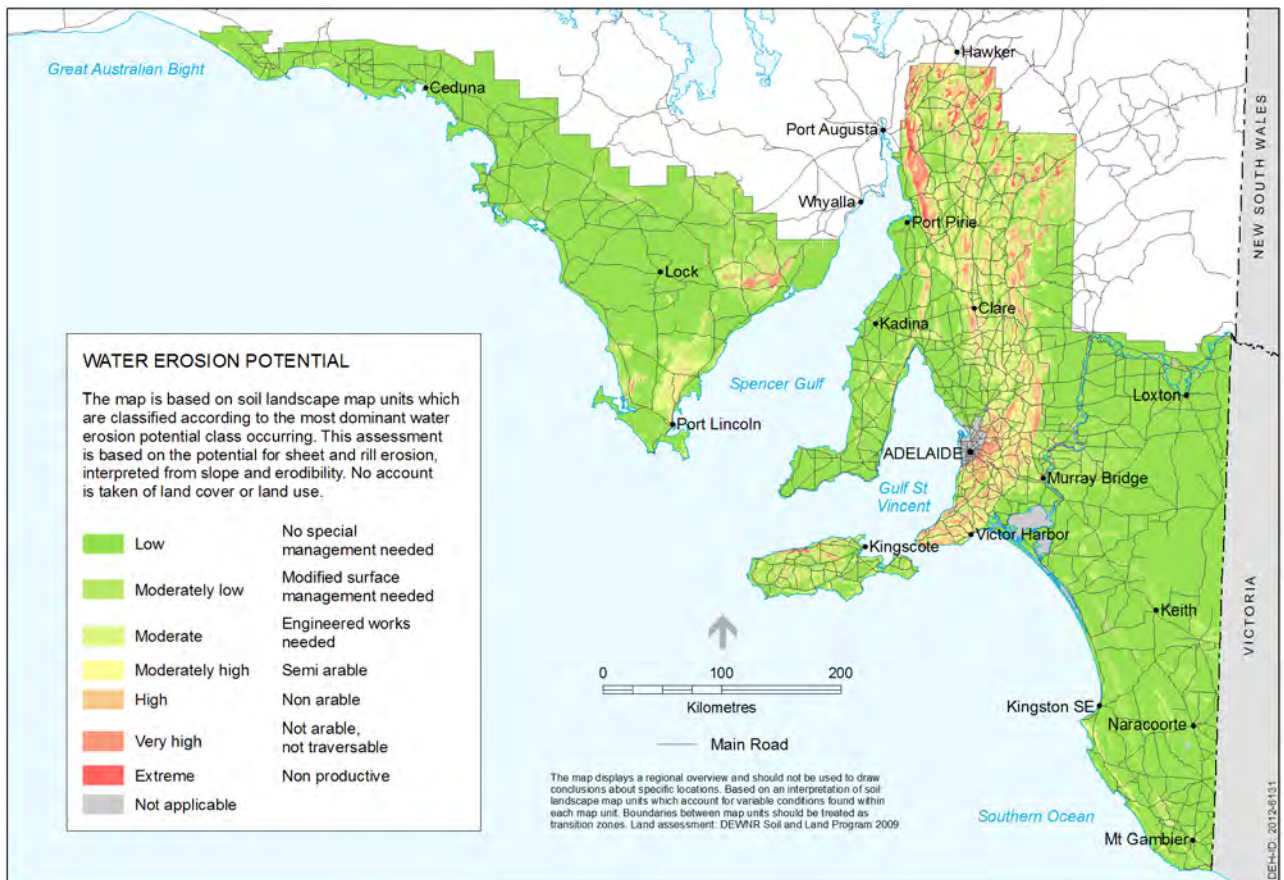 Great Australian Bight
Ceduna
Hawker
Port Augusta
Whyalla
Port Pirie
Lock
Clare
Kadina
Spencer Gulf
Loxton
Port Lincoln
ADELAIDE
Murray Bridge
Gulf St
Vincent
Victor Harbor
Kingscote
Keith
Kingston SE
Naracoorte
Southern Ocean
Mt Gambier
NEW SOUTH WALES
VICTORIA
WATER EROSION POTENTIAL
The map is based on soil landscape map units which
are classified according to the most dominant water
erosion potential class occurring. This assessment
is based on the potential for sheet and rill erosion,
interpreted from slope and erodibility. No account
is taken of land cover or land use.
Low
No special
management needed
Moderately low
Modified surface
management needed
Moderate
Engineered works
needed
Moderately high
Semi arable
High
Non arable
Very high
Not arable,
not traversable
Extreme
Non productive
Not applicable
0 100 200
Kilometres
Main Road
The map displays a regional overview and should not be used to draw
conclusions about specific locations. Based on an interpretation of soil
landscape map units which account for variable conditions found within
each map unit. Boundaries between map units should be treated as
transition zones. Land assessment: DEWNR Soil and Land Program 2009
DEH-ID: 2012-6131